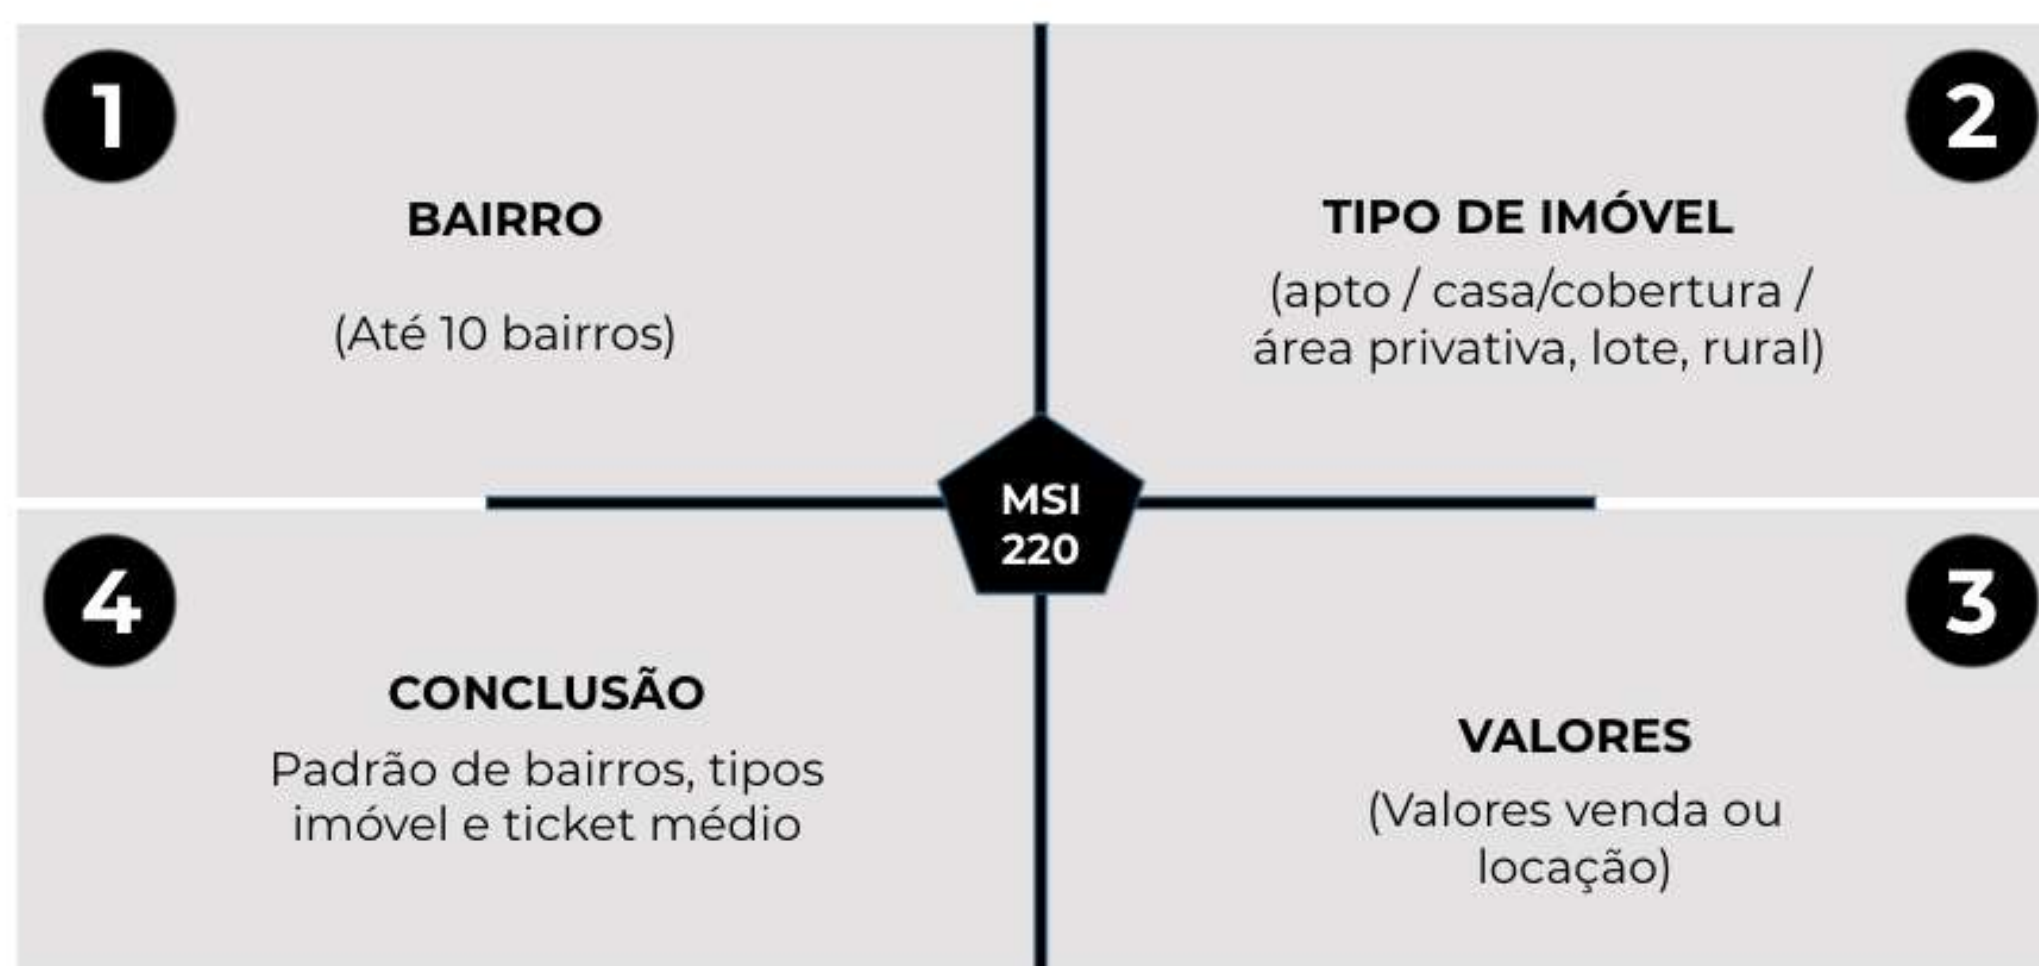 1
BAIRRO
(Até 10 bairros)
2
TIPO DE IMÓVEL
(apto / casa/cobertura /
área privativa, lote, rural)
MSI
220
3
VALORES
(Valores venda ou
locação)
4
CONCLUSÃO
Padrão de bairros, tipos
imóvel e ticket médio